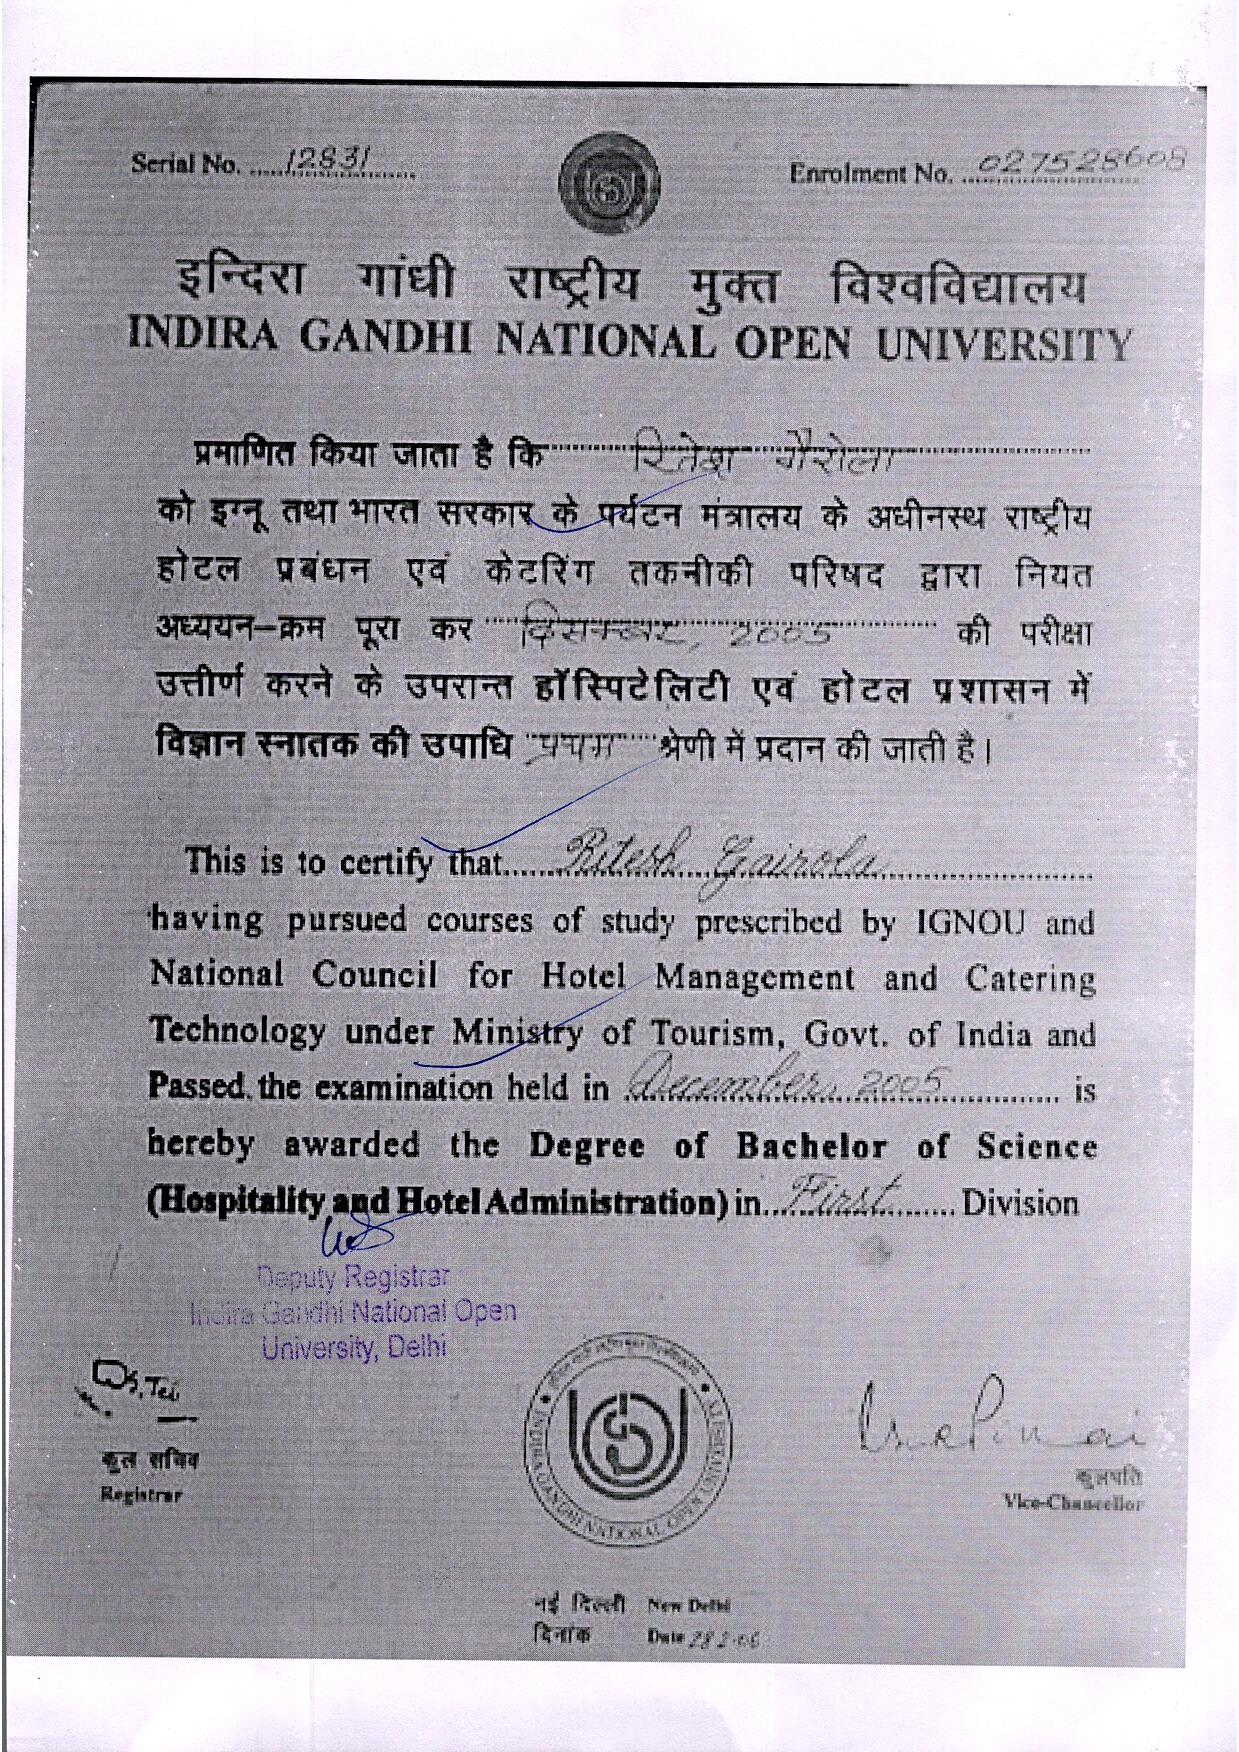 Serial No. 12831
Enrolment No. 027528608
इन्दिरा गांधी राष्ट्रीय मुक्त विश्वविद्यालय
INDIRA GANDHI NATIONAL OPEN UNIVERSITY
प्रमाणित किया जाता है कि रितेश गैरोला
को इग्नू तथा भारत सरकार के पर्यटन मंत्रालय के अधीनस्थ राष्ट्रीय
होटल प्रबंधन एवं केटरिंग तकनीकी परिषद द्वारा नियत
अध्ययन–क्रम पूरा कर दिसम्बर, 2005 की परीक्षा
उत्तीर्ण करने के उपरान्त हॉस्पिटेलिटी एवं होटल प्रशासन में
विज्ञान स्नातक की उपाधि प्रथम श्रेणी में प्रदान की जाती है।
This is to certify that Ritesh Gairola
having pursued courses of study prescribed by IGNOU and
National Council for Hotel Management and Catering
Technology under Ministry of Tourism, Govt. of India and
Passed the examination held in December, 2005 is
hereby awarded the Degree of Bachelor of Science
(Hospitality and Hotel Administration) in First Division
Deputy Registrar
Indira Gandhi National Open
University, Delhi
कुल सचिव
Registrar
INDIRA GANDHI NATIONAL OPEN UNIVERSITY
कुलपति
Vice-Chancellor
नई दिल्ली New Delhi
दिनांक Date